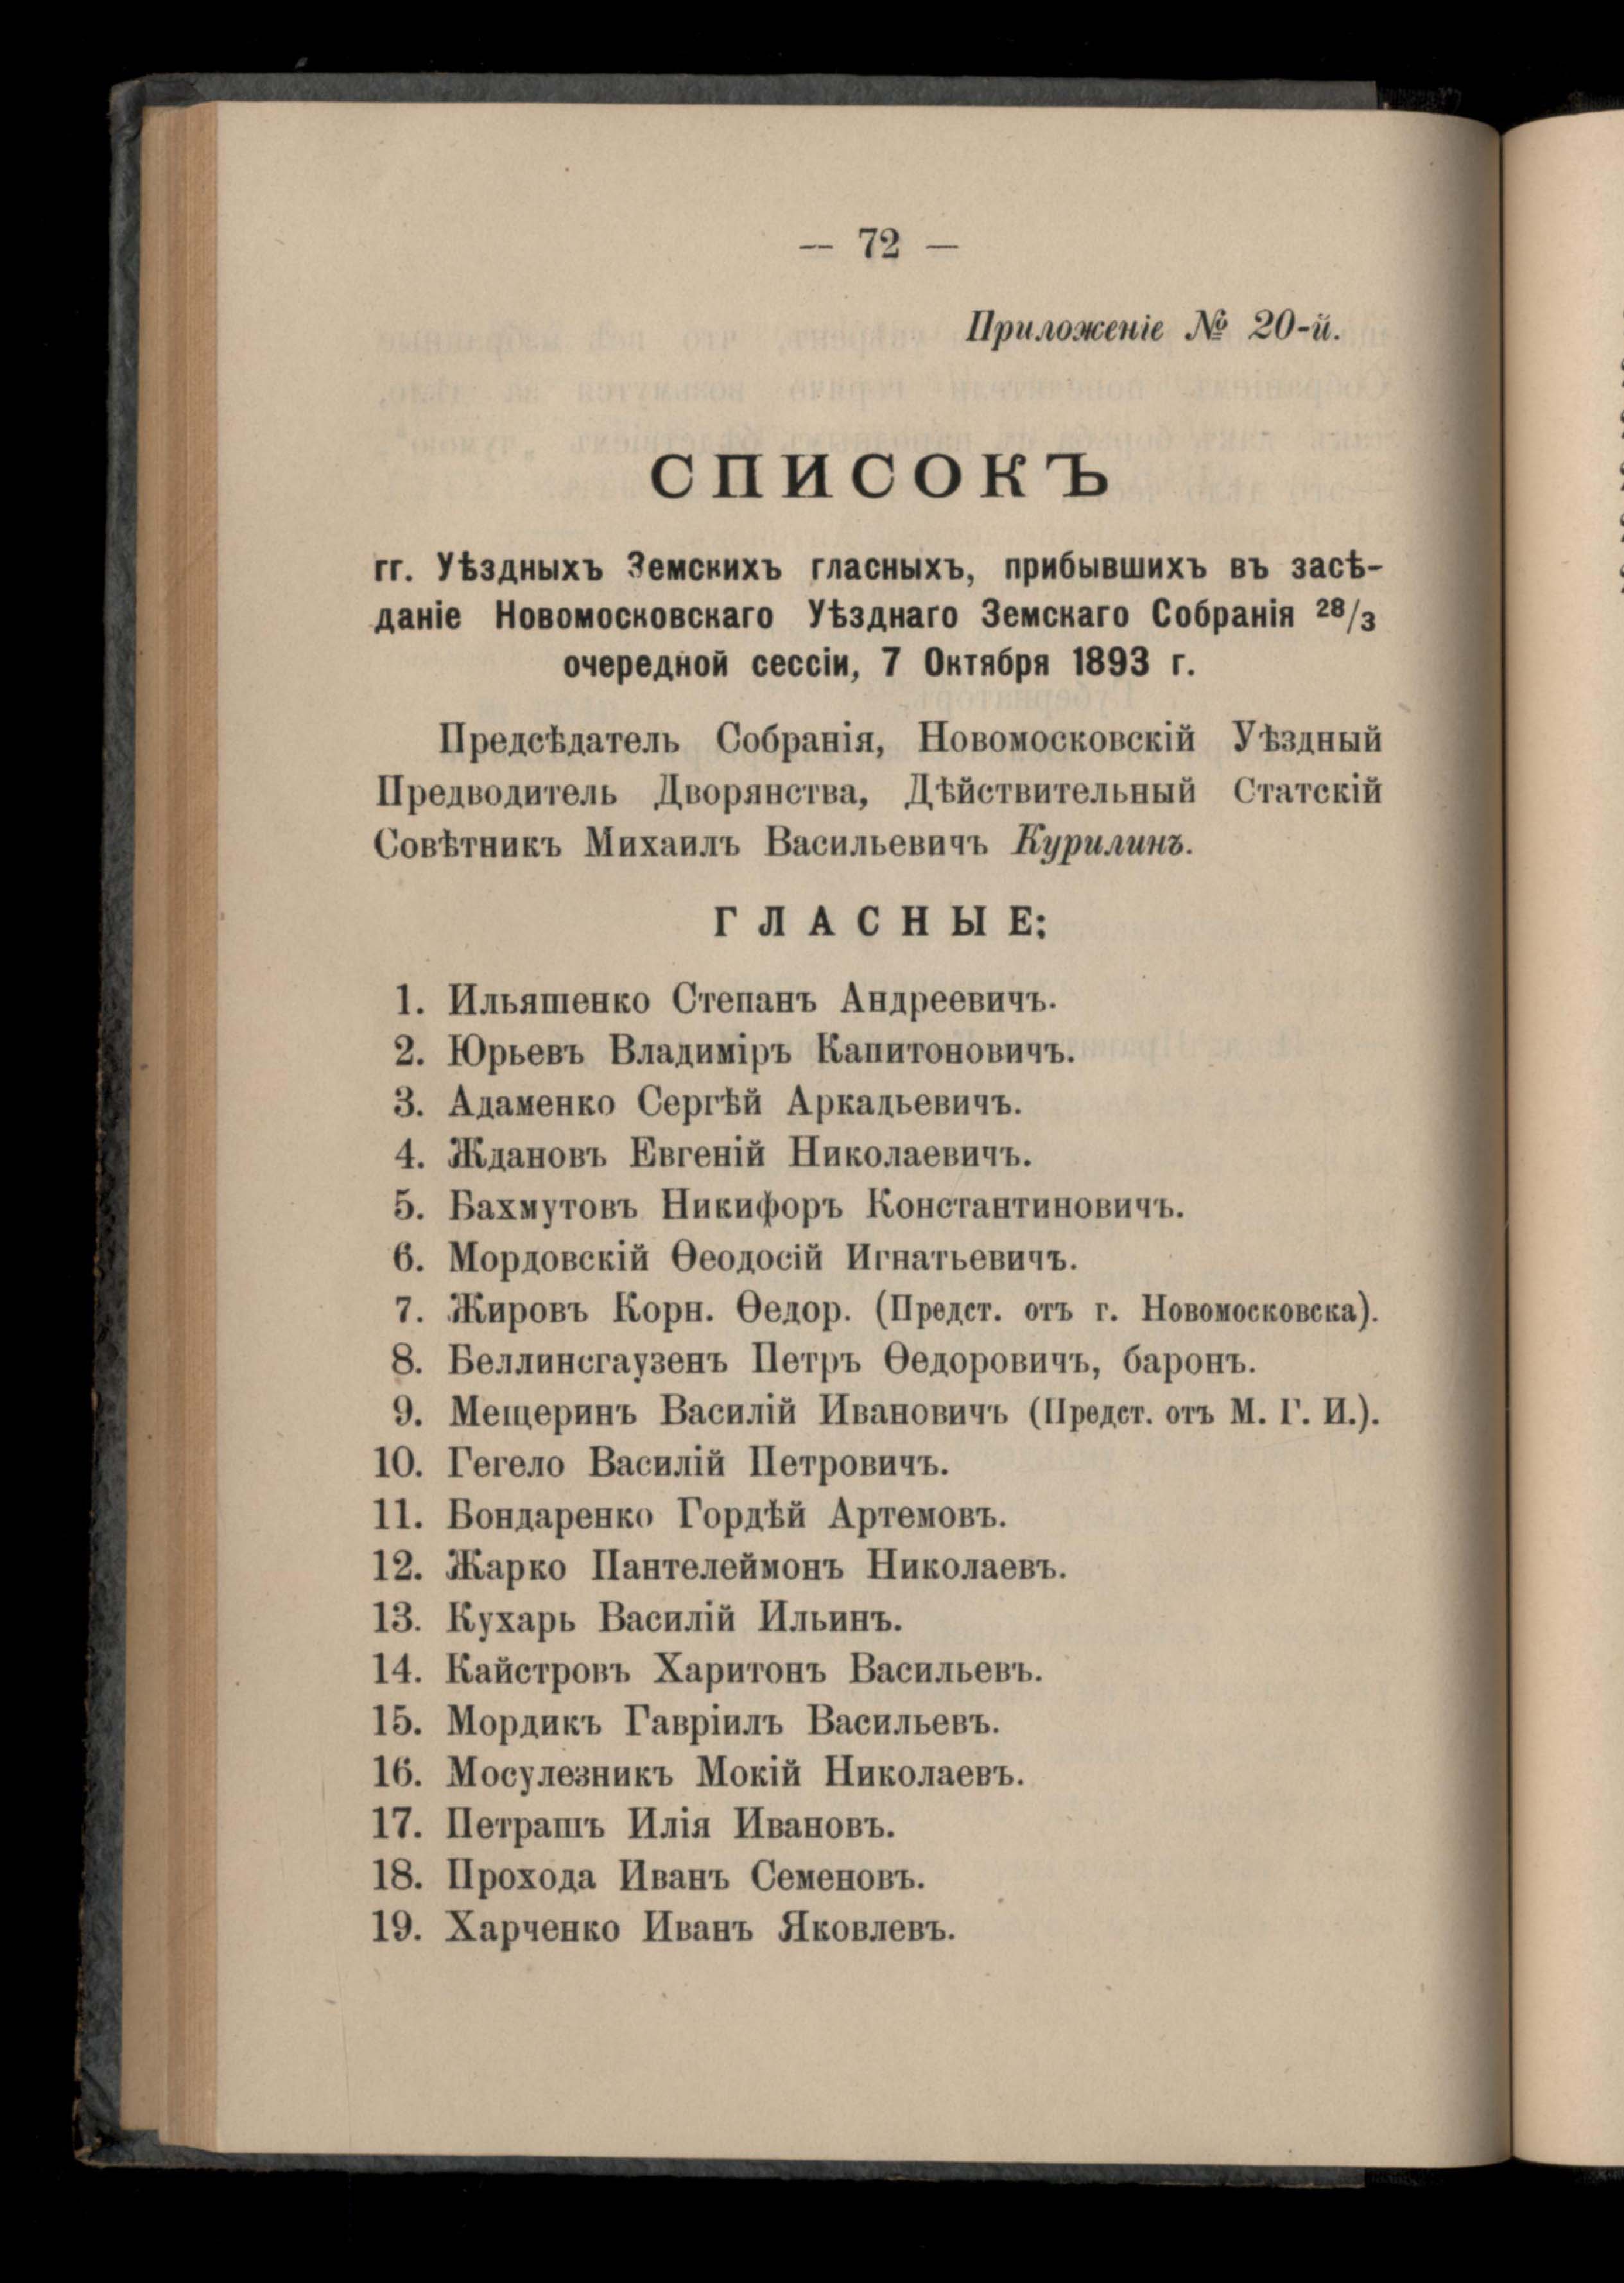 — 72 —
Приложеніе № 20-й.
СПИСОКЪ
гг. Уѣздныхъ Земскихъ гласныхъ, прибывшихъ въ засѣ-
даніе Новомосковскаго Уѣзднаго Земскаго Собранія 28/3
очередной сессіи, 7 Октября 1893 г.
Предсѣдатель Собранія, Новомосковскій Уѣздный
Предводитель Дворянства, Дѣйствительный Статскій
Совѣтникъ Михаилъ Васильевичъ Курилинъ.
ГЛАСНЫЕ:
1. Ильяшенко Степанъ Андреевичъ.
2. Юрьевъ Владиміръ Капитоновичъ.
3. Адаменко Сергѣй Аркадьевичъ.
4. Ждановъ Евгеній Николаевичъ.
5. Бахмутовъ Никифоръ Константиновичъ.
6. Мордовскій Ѳеодосій Игнатьевичъ.
7. Жировъ Корн. Ѳедор. (Предст. отъ г. Новомосковска).
8. Беллинсгаузенъ Петръ Ѳедоровичъ, баронъ.
9. Мещеринъ Василій Ивановичъ (Предст. отъ М. Г. И.).
10. Гегело Василій Петровичъ.
11. Бондаренко Гордѣй Артемовъ.
12. Жарко Пантелеймонъ Николаевъ.
13. Кухарь Василій Ильинъ.
14. Кайстровъ Харитонъ Васильевъ.
15. Мордикъ Гавріилъ Васильевъ.
16. Мосулезникъ Мокій Николаевъ.
17. Петрашъ Илія Ивановъ.
18. Прохода Иванъ Семеновъ.
19. Харченко Иванъ Яковлевъ.